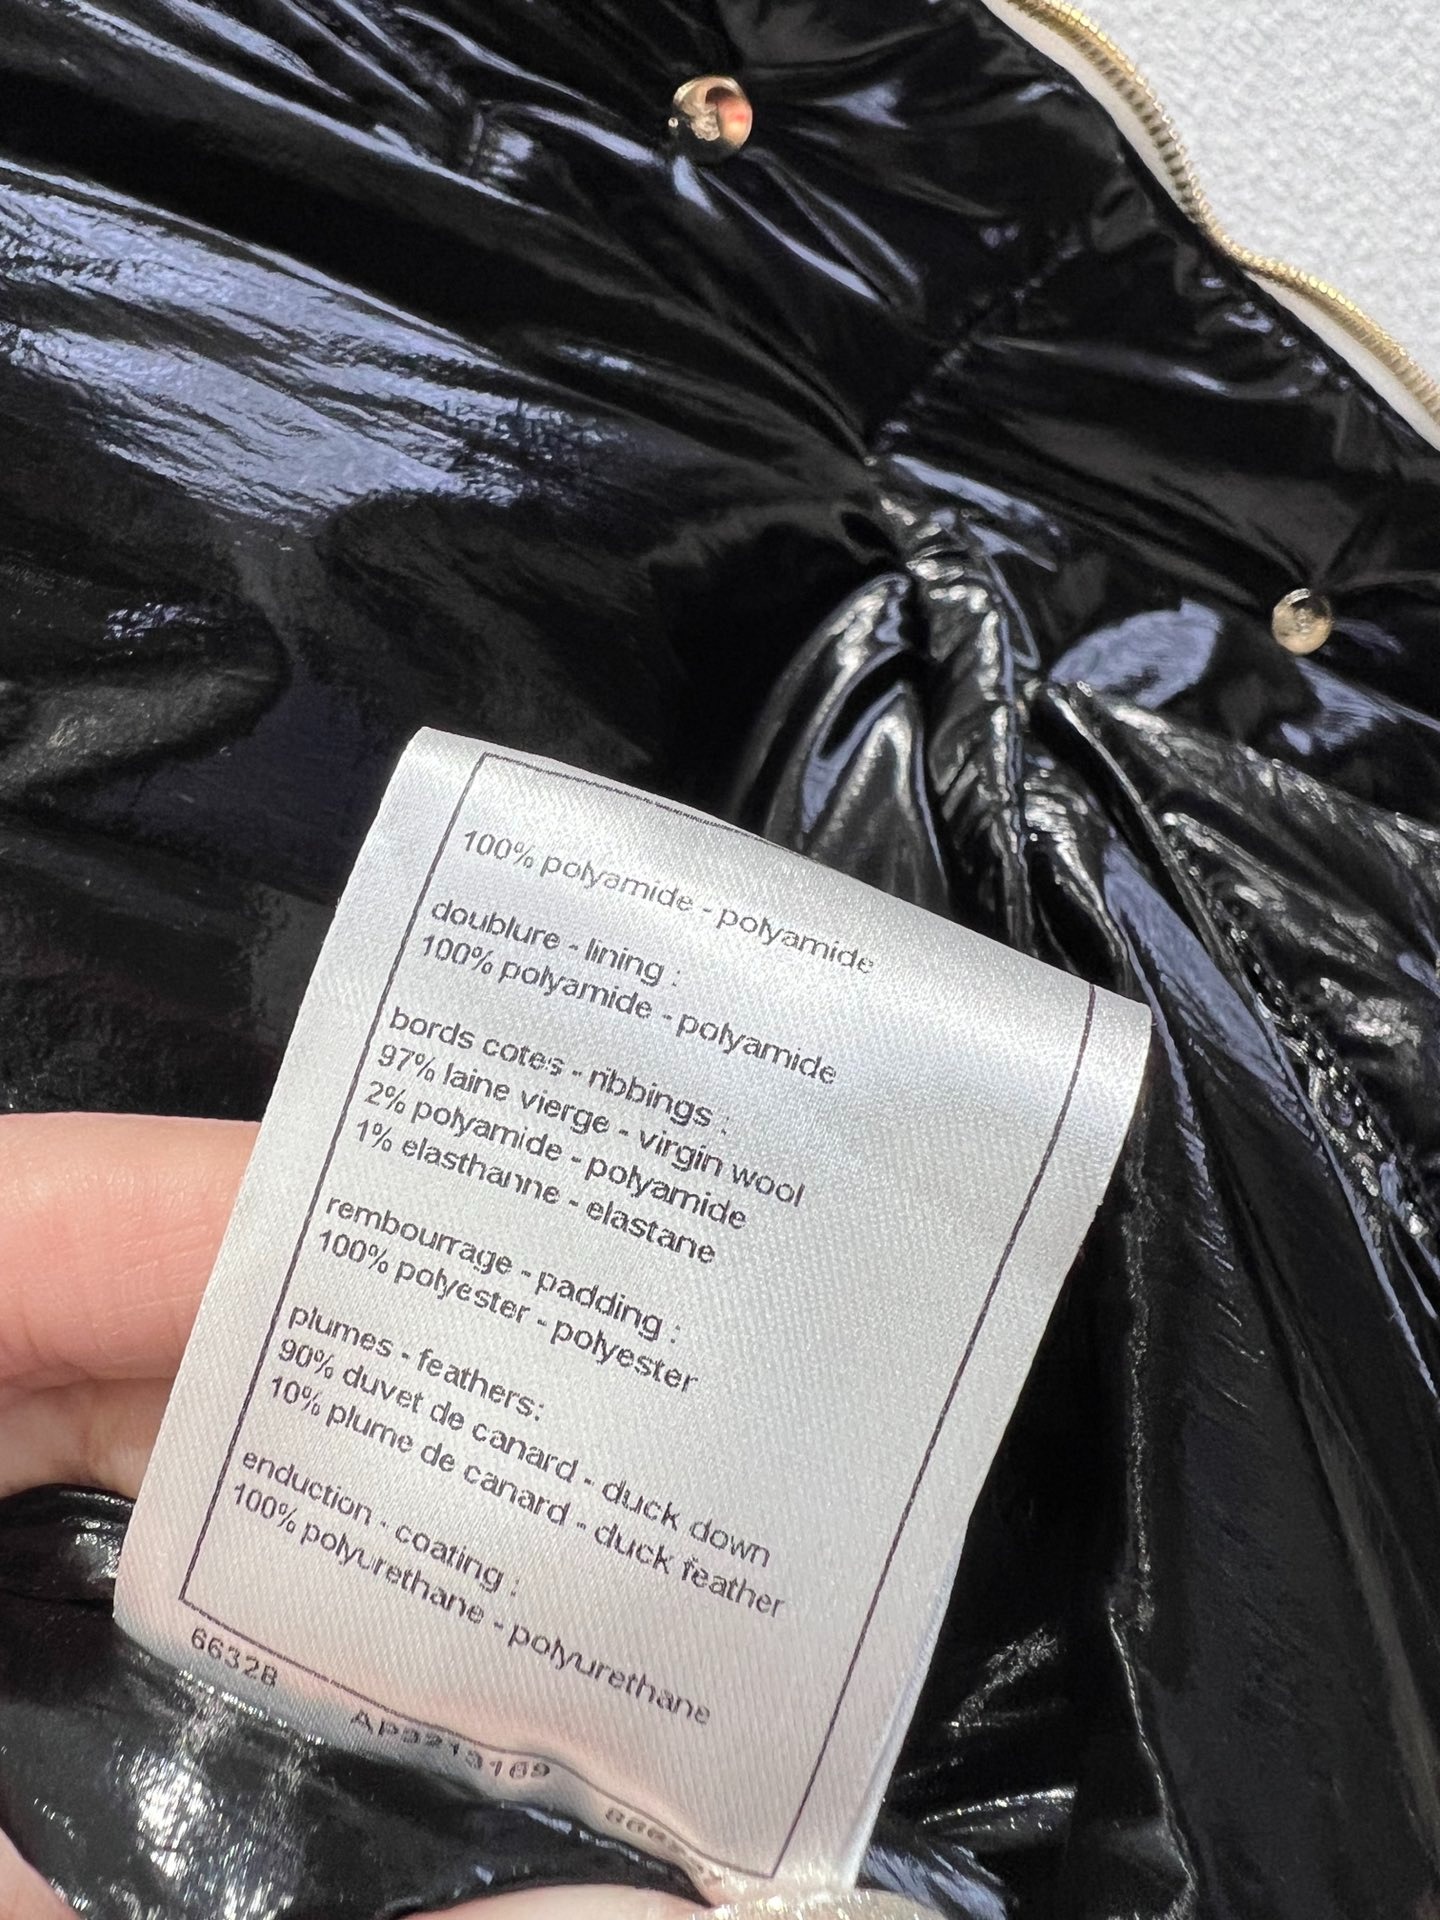 100% polyamide - polyamide
doublure - lining :
100% polyamide - polyamide
bords cotes - ribbings :
97% laine vierge - virgin wool
2% polyamide - polyamide
1% elasthanne - elastane
rembourrage - padding :
100% polyester - polyester
plumes - feathers:
90% duvet de canard - duck down
10% plume de canard - duck feather
enduction - coating :
100% polyurethane - polyurethane
66328